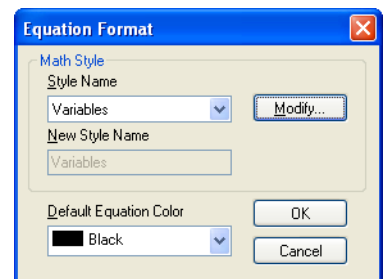 Equation Format
Math Style
Style Name
Variables
Modify...
New Style Name
Variables
Default Equation Color
OK
Black
Cancel